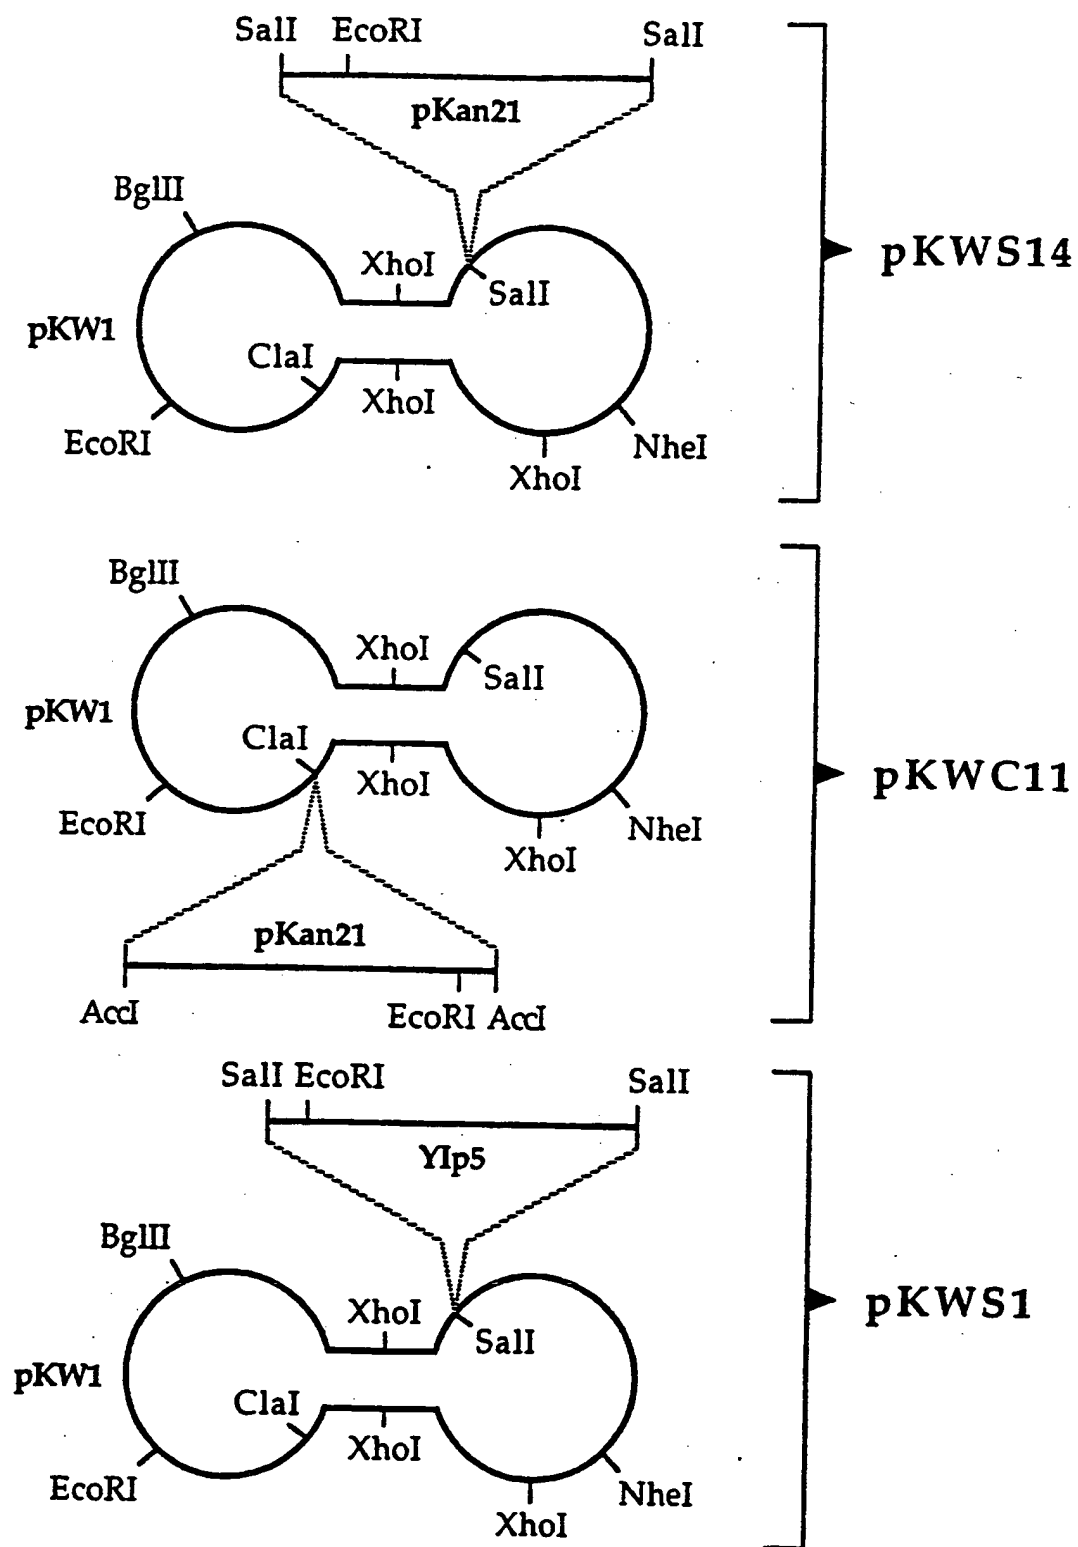 SalI EcoRI SalI
pKan21
BglII
XhoI
SalI
pKWS14
pKW1
ClaI
XhoI
EcoRI
NheI
XhoI
BglII
XhoI
SalI
pKW1
ClaI
XhoI
pKWC11
EcoRI
NheI
XhoI
pKan21
AccI EcoRI AccI
SalI EcoRI SalI
YIp5
BglII
XhoI
SalI
pKWS1
pKW1
ClaI
XhoI
EcoRI
NheI
XhoI